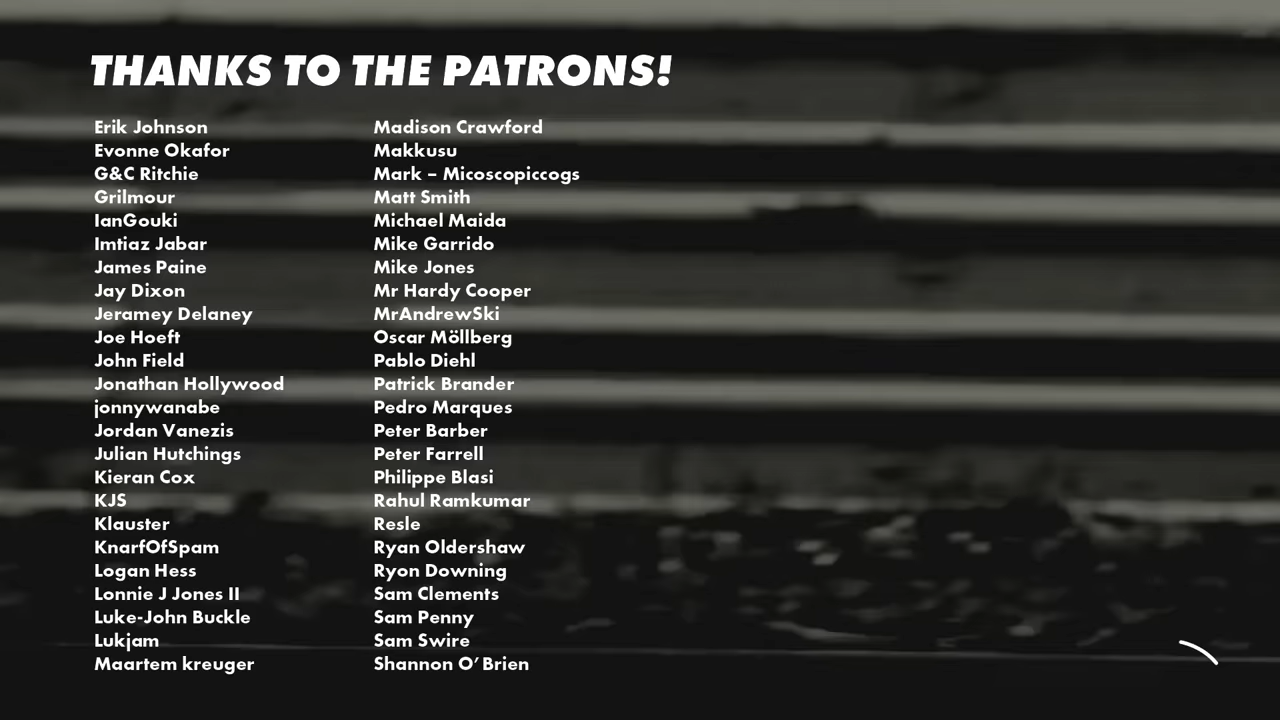 THANKS TO THE PATRONS!
Erik Johnson
Evonne Okafor
G&C Ritchie
Grilmour
IanGouki
Imtiaz Jabar
James Paine
Jay Dixon
Jeramey Delaney
Joe Hoeft
John Field
Jonathan Hollywood
jonnywanabe
Jordan Vanezis
Julian Hutchings
Kieran Cox
KJS
Klauster
KnarfOfSpam
Logan Hess
Lonnie J Jones II
Luke-John Buckle
Lukjam
Maartem kreuger
Madison Crawford
Makkusu
Mark – Micoscopiccogs
Matt Smith
Michael Maida
Mike Garrido
Mike Jones
Mr Hardy Cooper
MrAndrewSki
Oscar Möllberg
Pablo Diehl
Patrick Brander
Pedro Marques
Peter Barber
Peter Farrell
Philippe Blasi
Rahul Ramkumar
Resle
Ryan Oldershaw
Ryon Downing
Sam Clements
Sam Penny
Sam Swire
Shannon O’Brien